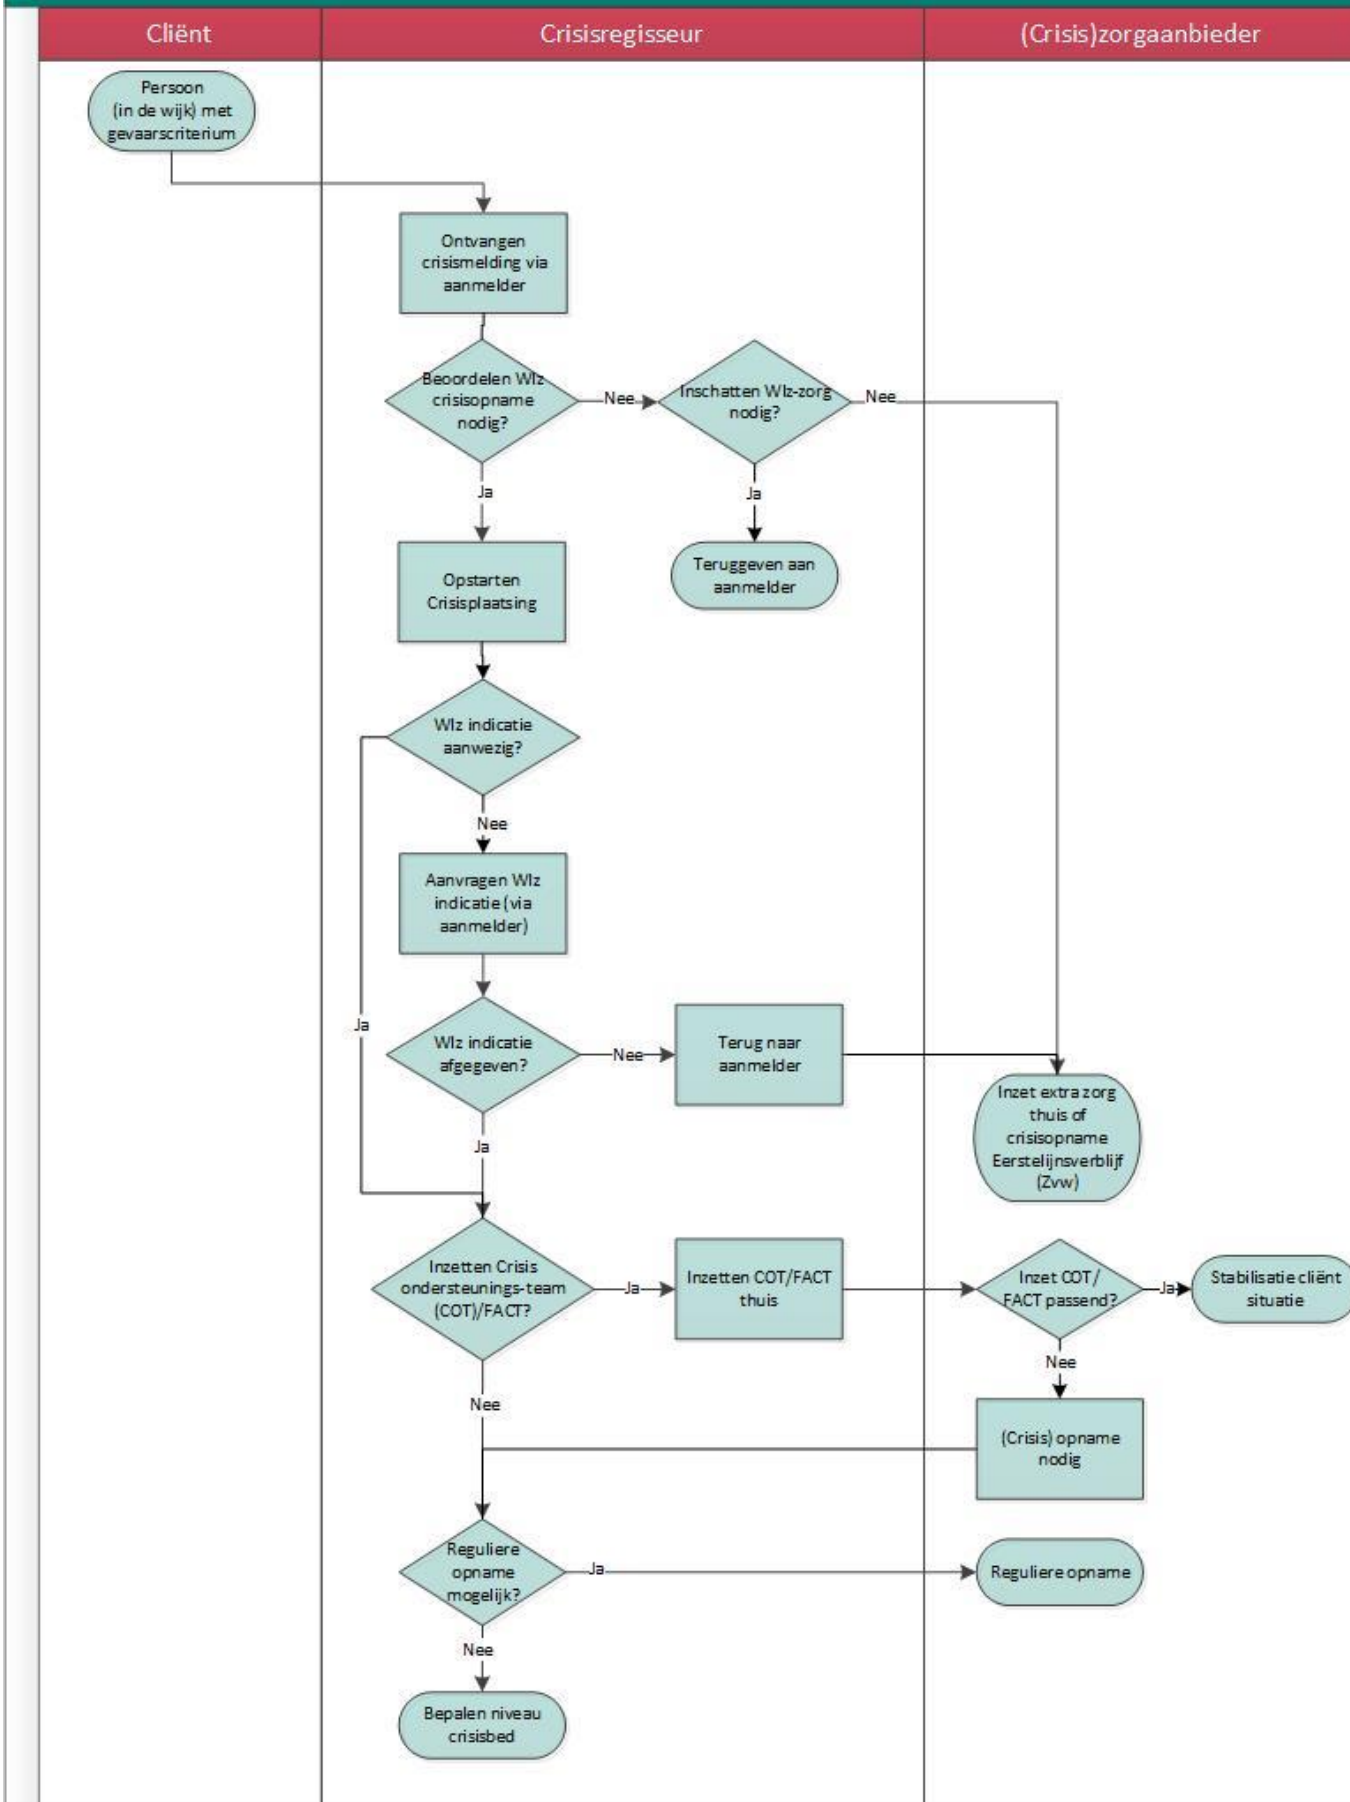 Cliënt
Crisisregisseur
(Crisis)zorgaanbieder
Persoon
(in de wijk) met
gevaarscriterium
Ontvangen
crisismelding via
aanmelder
Beoordelen Wlz
crisisopname
nodig?
Nee
Inschatten Wlz-zorg
nodig?
Nee
Ja
Ja
Opstarten
Crisisplaatsing
Teruggeven aan
aanmelder
Wlz indicatie
aanwezig?
Nee
Aanvragen Wlz
indicatie (via
aanmelder)
Ja
Wlz indicatie
afgegeven?
Nee
Terug naar
aanmelder
Inzet extra zorg
thuis of
crisisopname
Eerstelijnsverblijf
(Zvw)
Ja
Inzetten Crisis
ondersteunings-team
(COT)/FACT?
Ja
Inzetten COT/FACT
thuis
Inzet COT/
FACT passend?
Ja
Stabilisatie cliënt
situatie
Nee
Nee
(Crisis) opname
nodig
Reguliere
opname
mogelijk?
Ja
Reguliere opname
Nee
Bepalen niveau
crisisbed